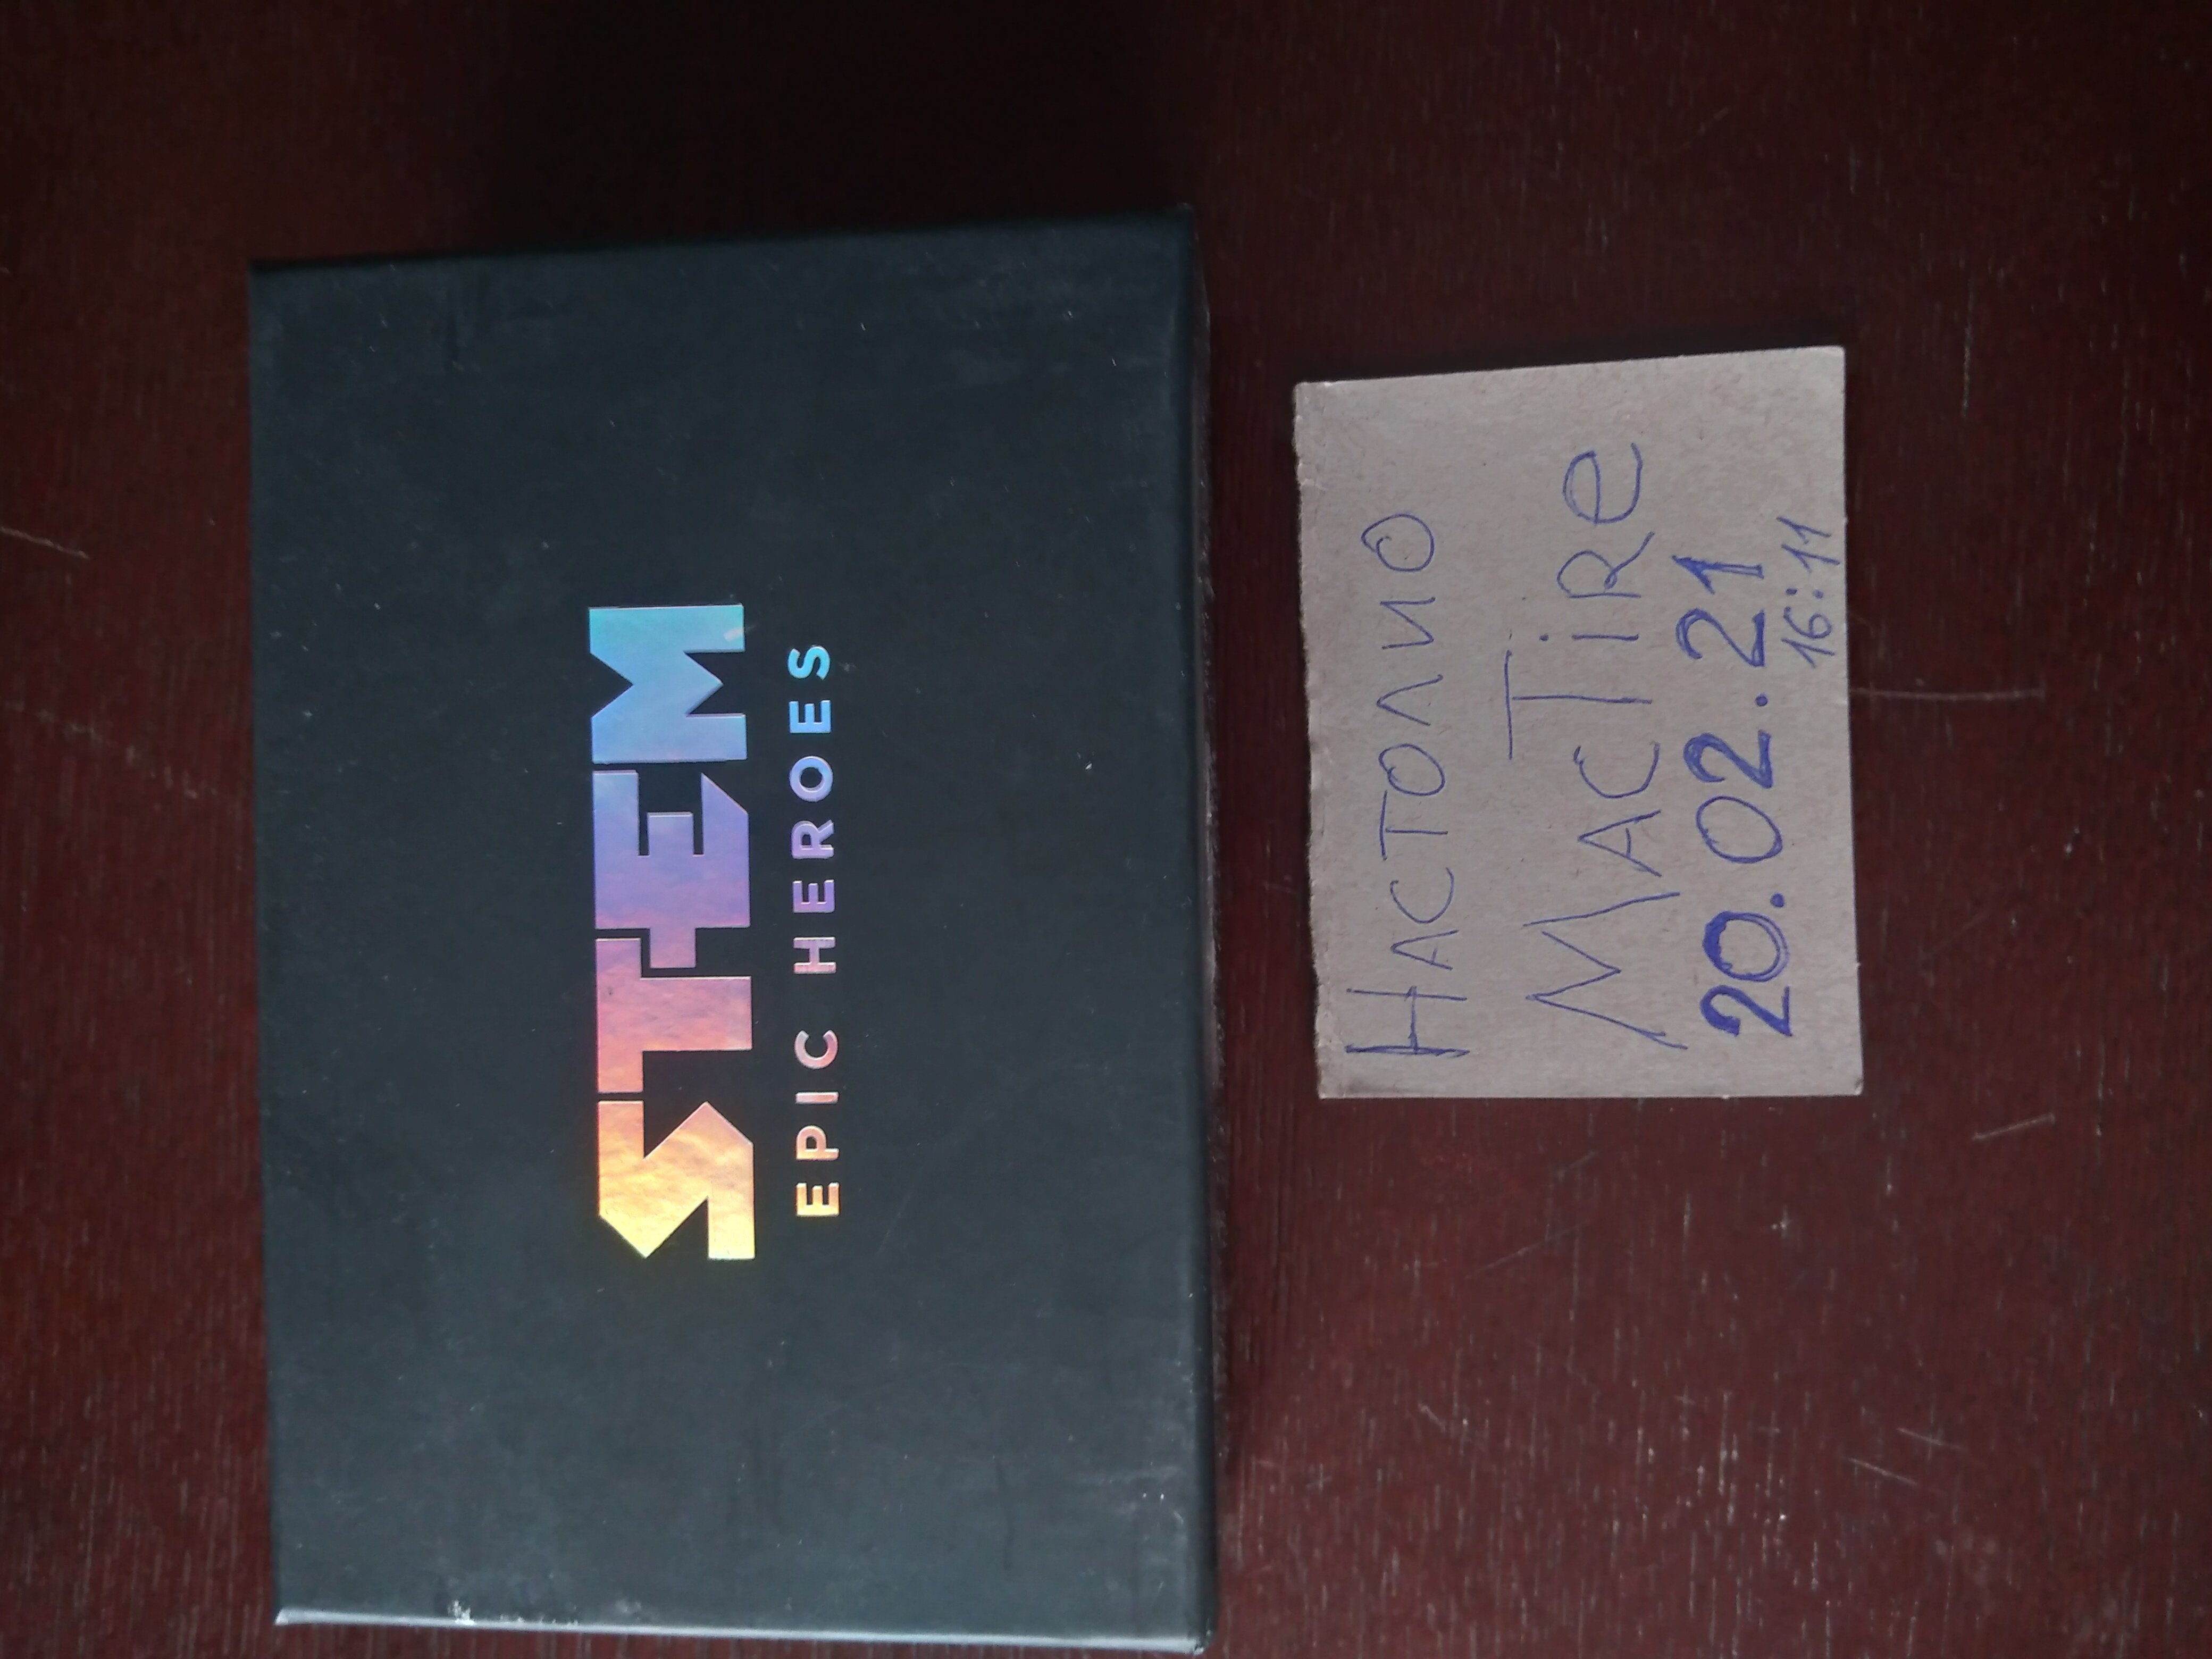 STEM
EPIC HEROES
НАСТОЛИО
MACTiRe
20.02.21
16:11